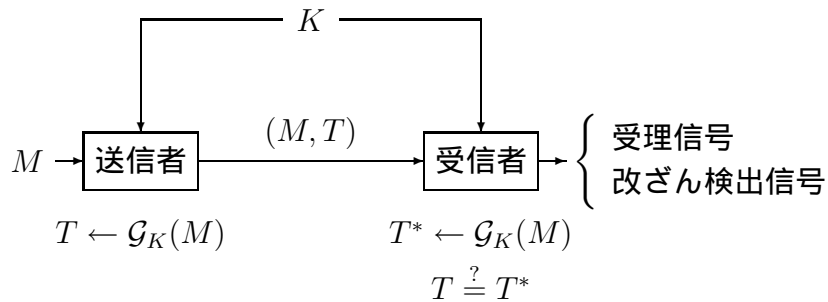 K
(M, T)
M 送信者 受信者 受理信号
改ざん検出信号
T ← 𝒢_K(M) T* ← 𝒢_K(M)
T ≟ T*